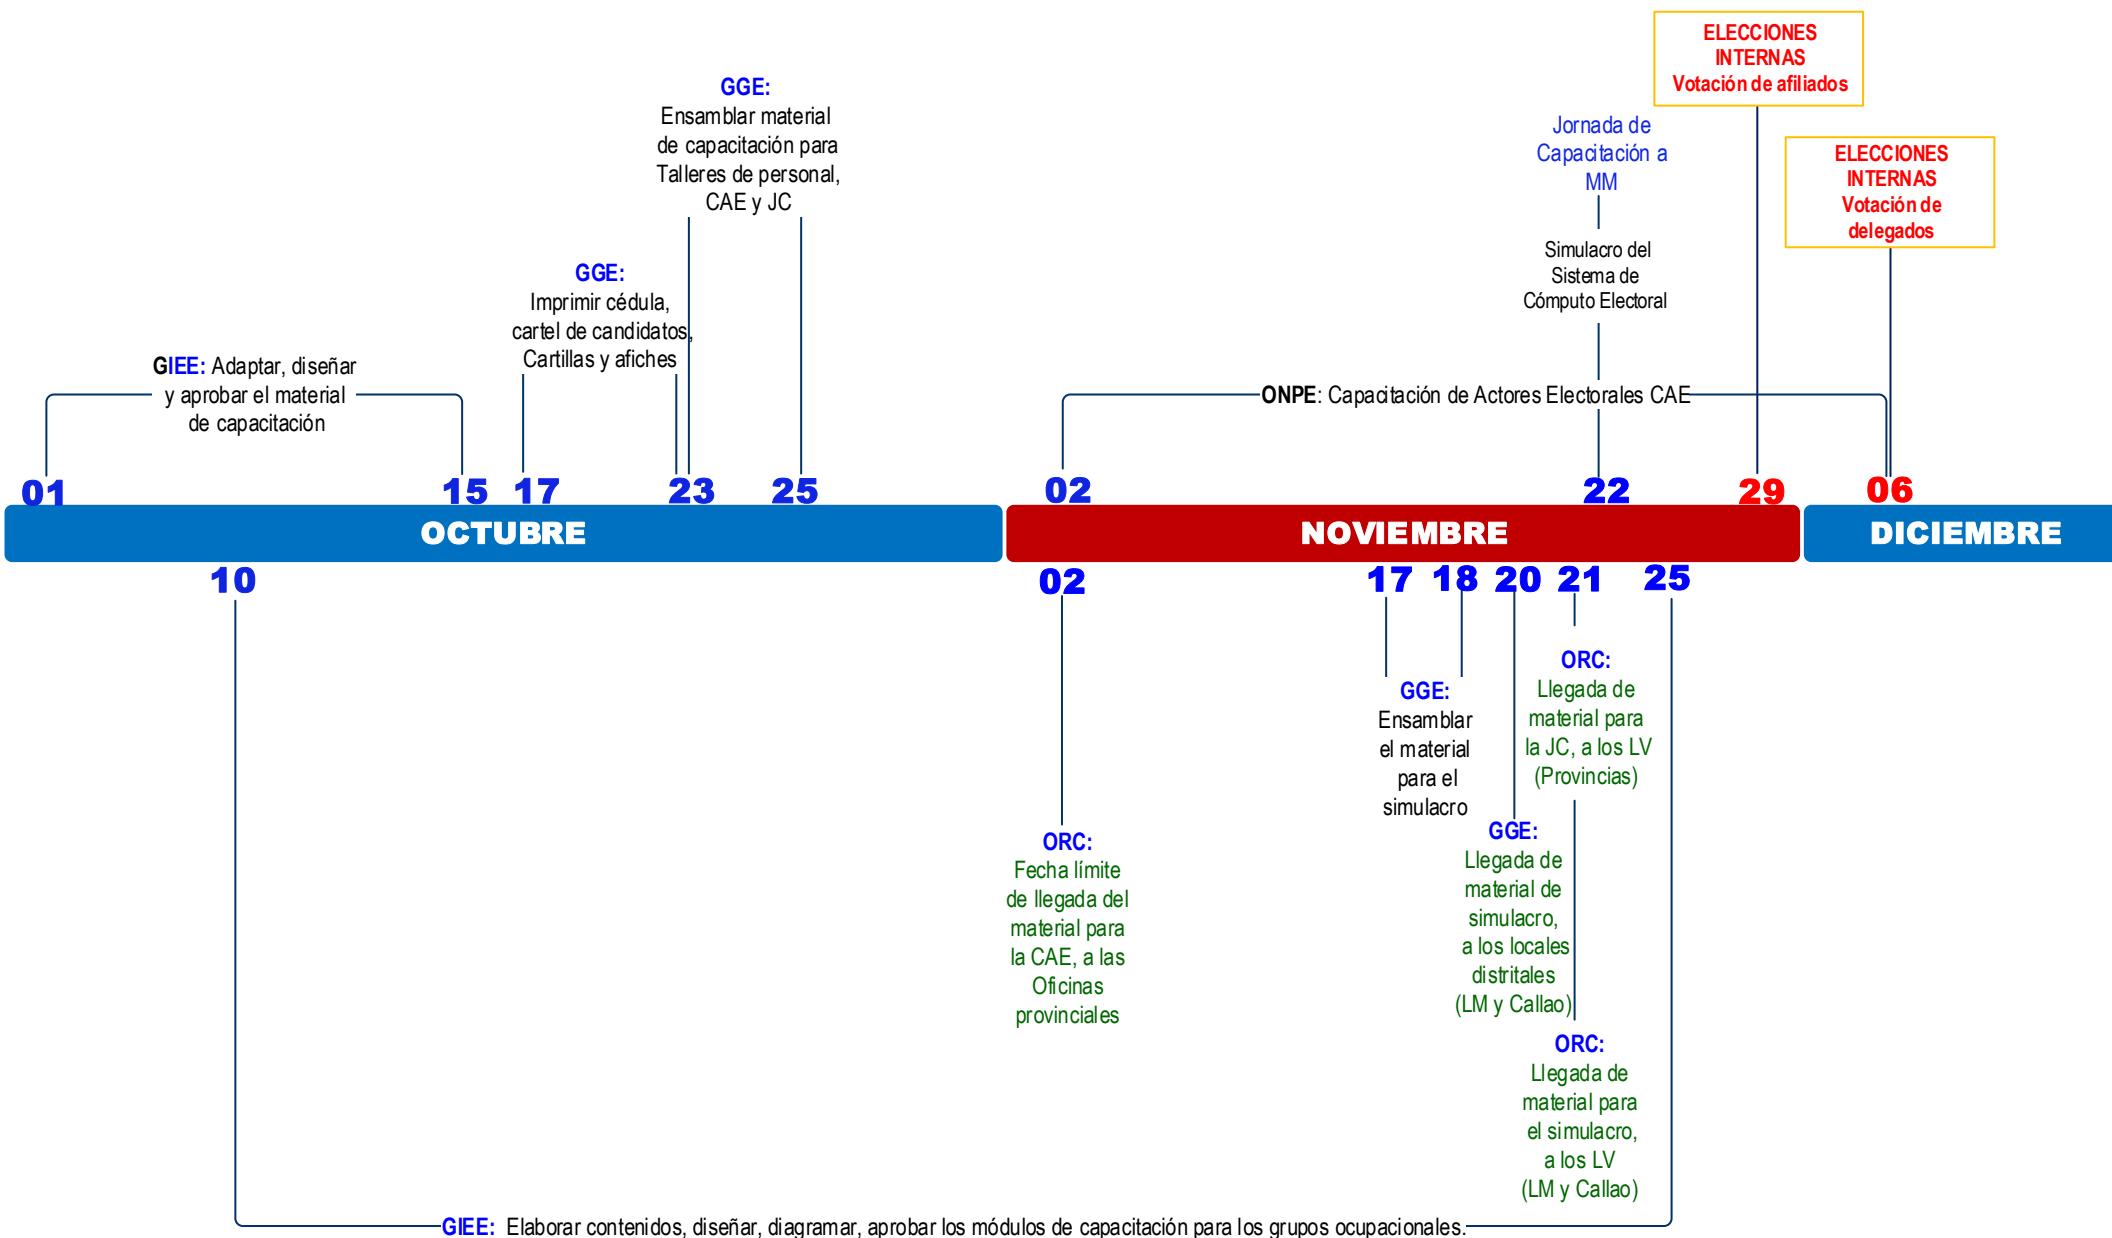 ELECCIONES
INTERNAS
Votación de afiliados
GGE:
Ensamblar material
de capacitación para
Talleres de personal,
CAE y JC
Jornada de
Capacitación a
MM
ELECCIONES
INTERNAS
Votación de
delegados
Simulacro del
Sistema de
Cómputo Electoral
GGE:
Imprimir cédula,
cartel de candidatos,
Cartillas y afiches
GIEE: Adaptar, diseñar
y aprobar el material
de capacitación
ONPE: Capacitación de Actores Electorales CAE
01 15 17 23 25 02 22 29 06
OCTUBRE NOVIEMBRE DICIEMBRE
10 02 17 18 20 21 25
GGE:
Ensamblar
el material
para el
simulacro
ORC:
Llegada de
material para
la JC, a los LV
(Provincias)
ORC:
Fecha límite
de llegada del
material para
la CAE, a las
Oficinas
provinciales
GGE:
Llegada de
material de
simulacro,
a los locales
distritales
(LM y Callao)
ORC:
Llegada de
material para
el simulacro,
a los LV
(LM y Callao)
GIEE: Elaborar contenidos, diseñar, diagramar, aprobar los módulos de capacitación para los grupos ocupacionales.